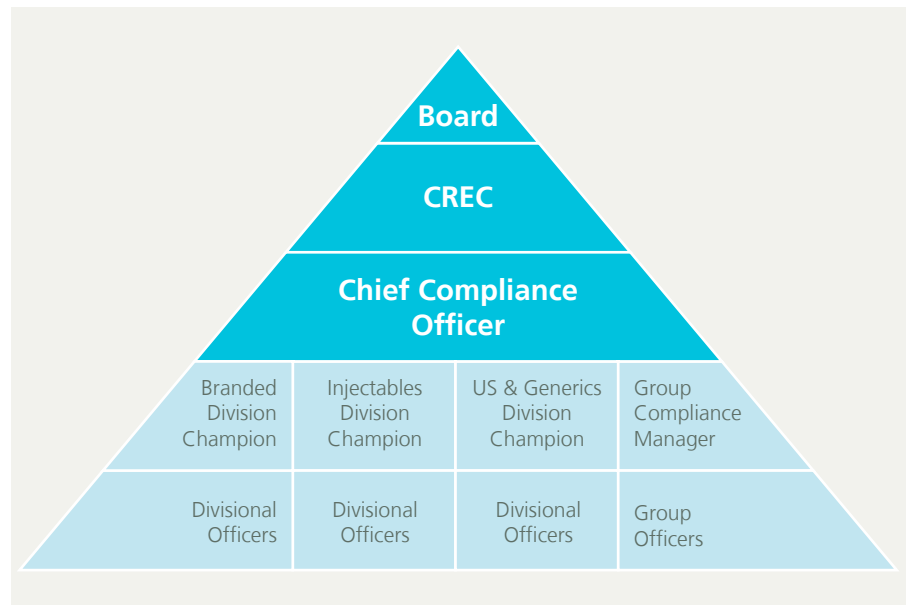 Board
CREC
Chief Compliance
Officer
Branded
Division
Champion
Injectables
Division
Champion
US & Generics
Division
Champion
Group
Compliance
Manager
Divisional
Officers
Divisional
Officers
Divisional
Officers
Group
Officers